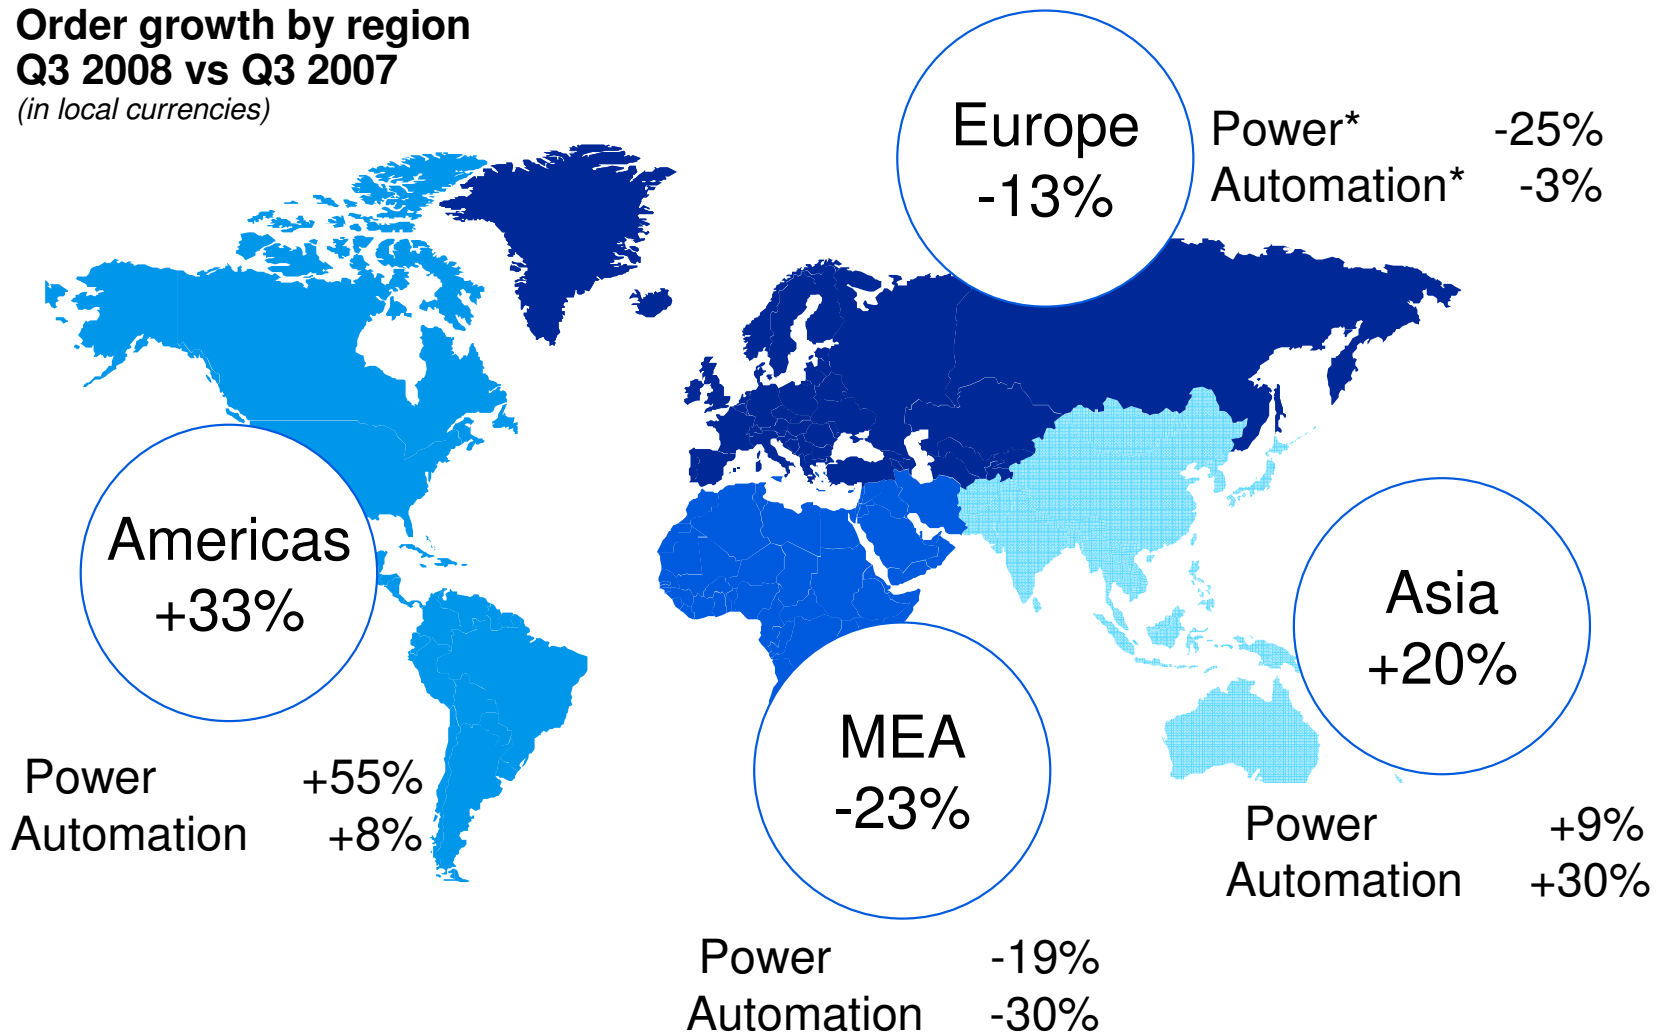 Order growth by region
Q3 2008 vs Q3 2007
(in local currencies)
Europe
-13%
Power* -25%
Automation* -3%
Americas
+33%
Power +55%
Automation +8%
MEA
-23%
Power -19%
Automation -30%
Asia
+20%
Power +9%
Automation +30%